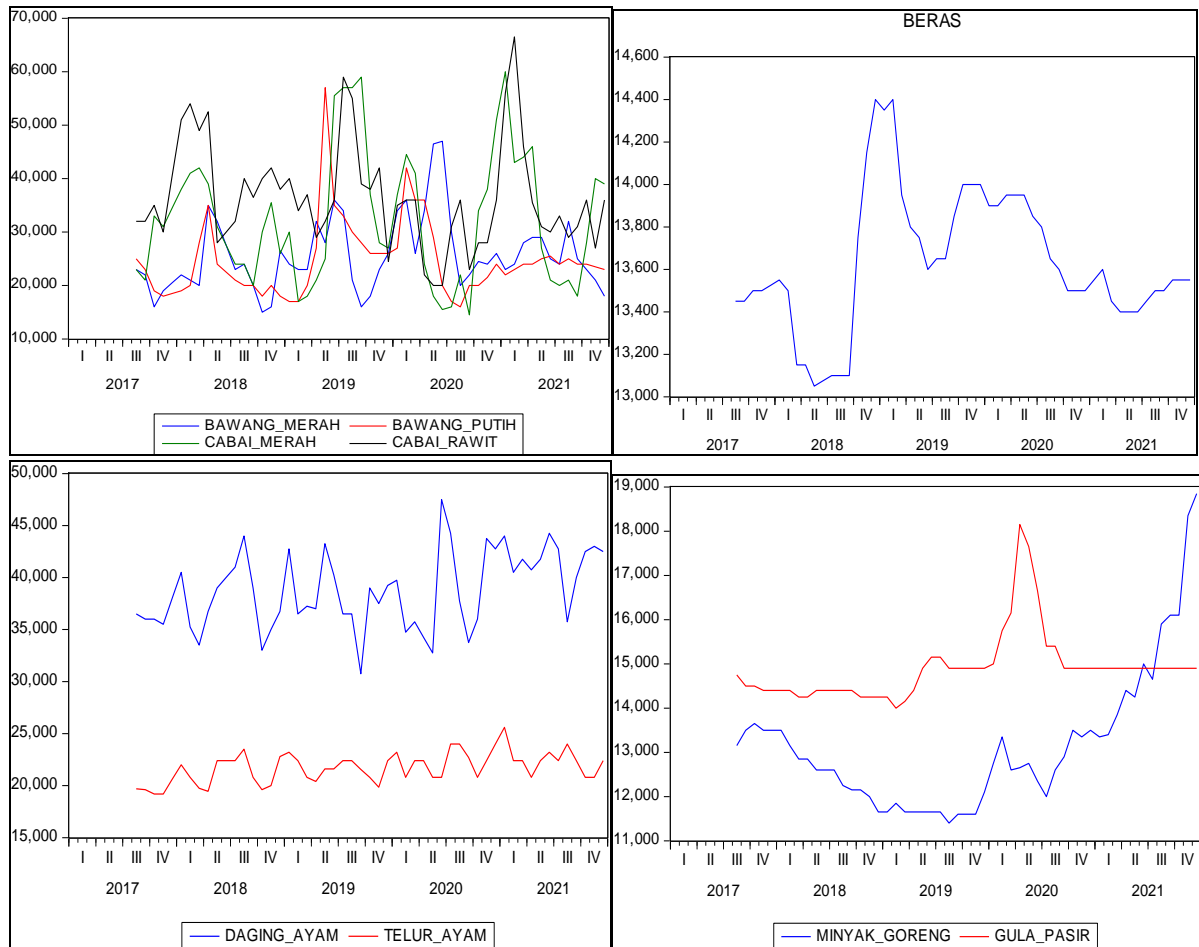 70,000
60,000
50,000
40,000
30,000
20,000
10,000
I II III IV I II III IV I II III IV I II III IV I II III IV
2017 2018 2019 2020 2021
BAWANG_MERAH BAWANG_PUTIH
CABAI_MERAH CABAI_RAWIT
BERAS
14,600
14,400
14,200
14,000
13,800
13,600
13,400
13,200
13,000
I II III IV I II III IV I II III IV I II III IV I II III IV
2017 2018 2019 2020 2021
50,000
45,000
40,000
35,000
30,000
25,000
20,000
15,000
I II III IV I II III IV I II III IV I II III IV I II III IV
2017 2018 2019 2020 2021
DAGING_AYAM TELUR_AYAM
19,000
18,000
17,000
16,000
15,000
14,000
13,000
12,000
11,000
I II III IV I II III IV I II III IV I II III IV I II III IV
2017 2018 2019 2020 2021
MINYAK_GORENG GULA_PASIR